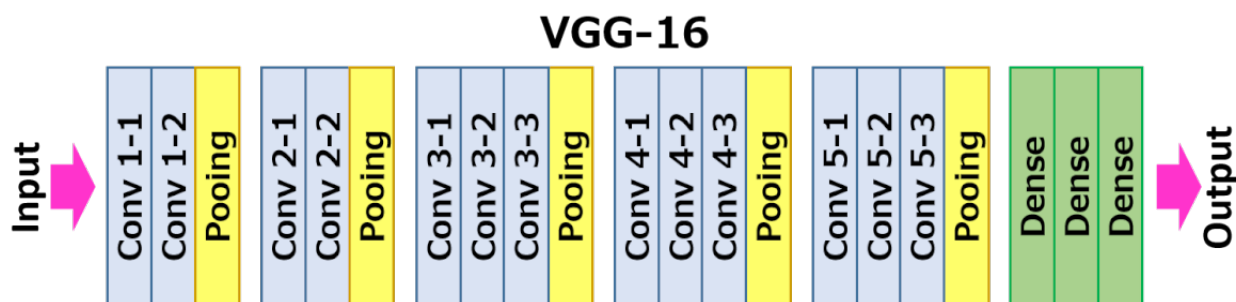 VGG-16
Input
Conv 1-1
Conv 1-2
Pooing
Conv 2-1
Conv 2-2
Pooing
Conv 3-1
Conv 3-2
Conv 3-3
Pooing
Conv 4-1
Conv 4-2
Conv 4-3
Pooing
Conv 5-1
Conv 5-2
Conv 5-3
Pooing
Dense
Dense
Dense
Output